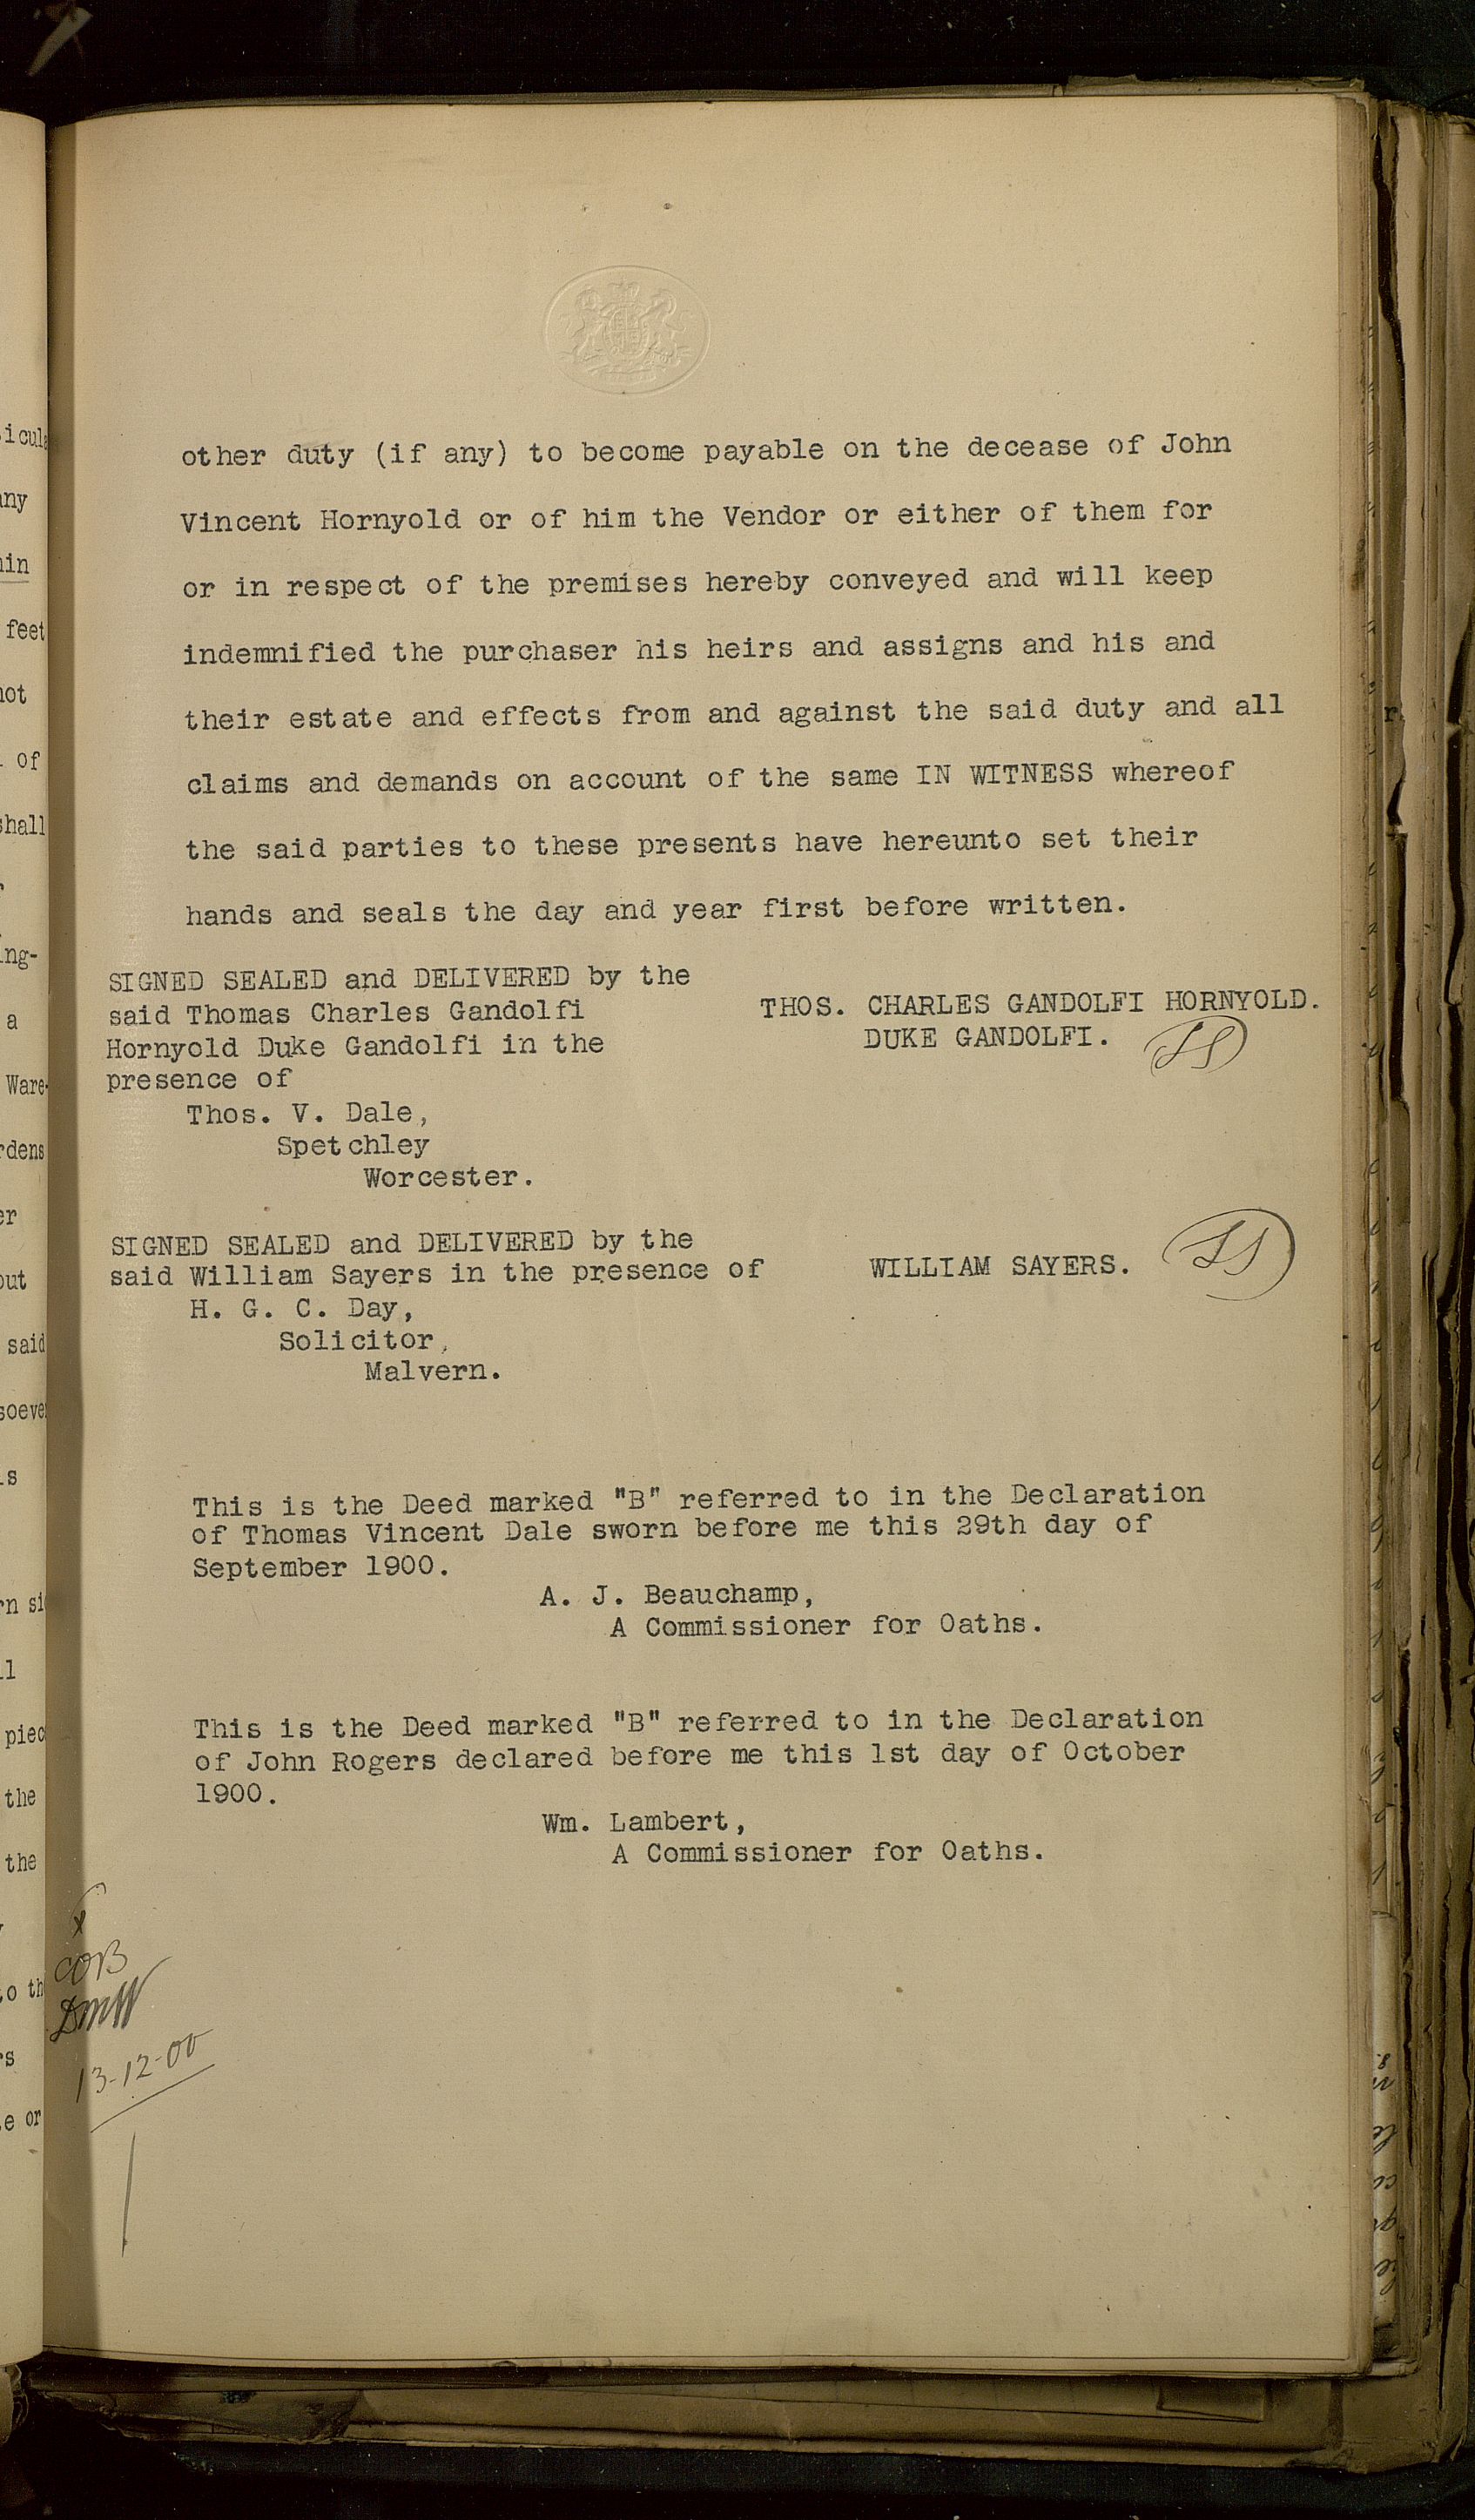 other duty (if any) to become payable on the decease of John
Vincent Hornyold or of him the Vendor or either of them for
or in respect of the premises hereby conveyed and will keep
indemnified the purchaser his heirs and assigns and his and
their estate and effects from and against the said duty and all
claims and demands on account of the same IN WITNESS whereof
the said parties to these presents have hereunto set their
hands and seals the day and year first before written.
SIGNED SEALED and DELIVERED by the
said Thomas Charles Gandolfi
Hornyold Duke Gandolfi in the
presence of
THOS. CHARLES GANDOLFI HORNYOLD.
DUKE GANDOLFI.
Thos. V. Dale,
Spetchley
Worcester.
SIGNED SEALED and DELIVERED by the
said William Sayers in the presence of
WILLIAM SAYERS.
H. G. C. Day,
Solicitor,
Malvern.
This is the Deed marked "B" referred to in the Declaration
of Thomas Vincent Dale sworn before me this 29th day of
September 1900.
A. J. Beauchamp,
A Commissioner for Oaths.
This is the Deed marked "B" referred to in the Declaration
of John Rogers declared before me this 1st day of October
1900.
Wm. Lambert,
A Commissioner for Oaths.
13-12-00
any
feet
of
shall
a
said
the
the